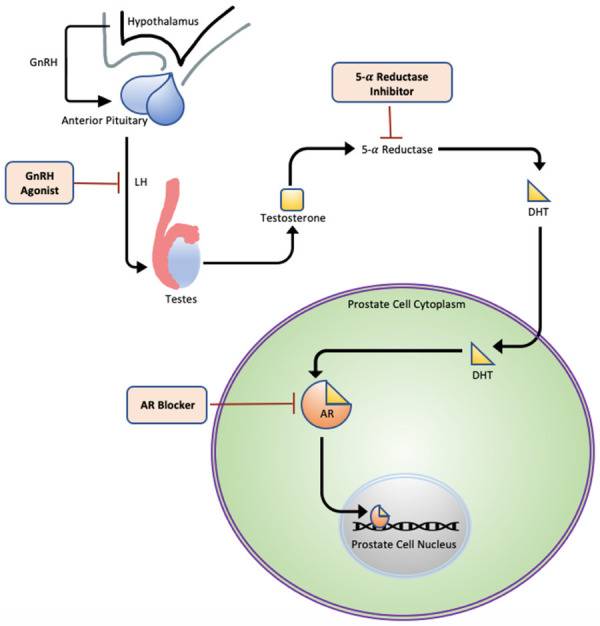 Hypothalamus
GnRH
Anterior Pituitary
5-α Reductase
Inhibitor
5-α Reductase
GnRH
Agonist
LH
Testosterone
DHT
Testes
Prostate Cell Cytoplasm
DHT
AR Blocker
AR
Prostate Cell Nucleus